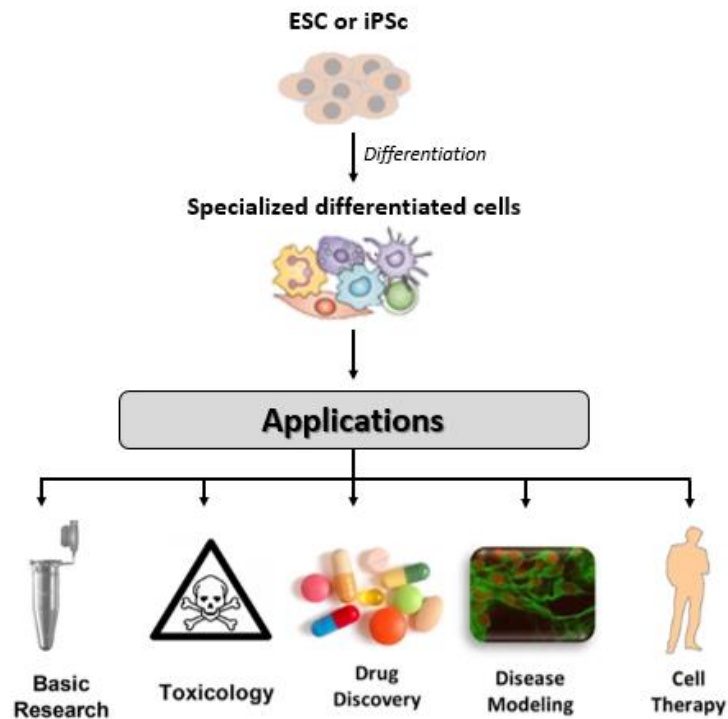 ESC or iPSc
Differentiation
Specialized differentiated cells
Applications
Basic
Research
Toxicology
Drug
Discovery
Disease
Modeling
Cell
Therapy